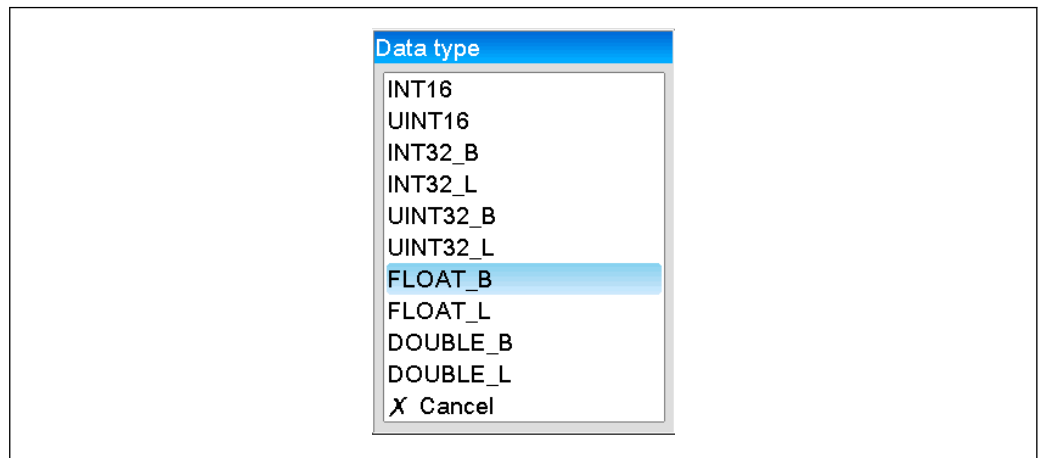 Data type
INT16
UINT16
INT32_B
INT32_L
UINT32_B
UINT32_L
FLOAT_B
FLOAT_L
DOUBLE_B
DOUBLE_L
X Cancel